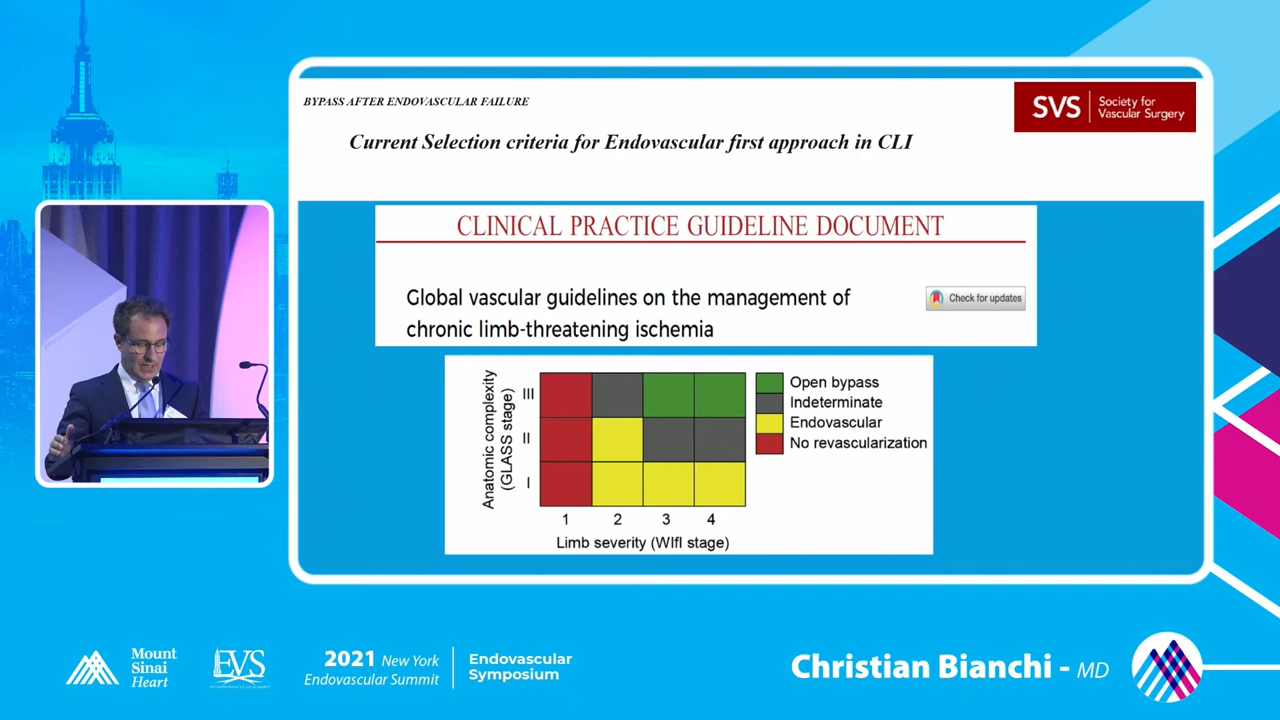 BYPASS AFTER ENDOVASCULAR FAILURE
Current Selection criteria for Endovascular first approach in CLI
SVS
Society for
Vascular Surgery
CLINICAL PRACTICE GUIDELINE DOCUMENT
Global vascular guidelines on the management of
chronic limb-threatening ischemia
Check for updates
Anatomic complexity
(GLASS stage)
III
II
I
1 2 3 4
Limb severity (WIfI stage)
Open bypass
Indeterminate
Endovascular
No revascularization
Mount
Sinai
Heart
EVS
2021 New York
Endovascular Summit
Endovascular
Symposium
Christian Bianchi - MD